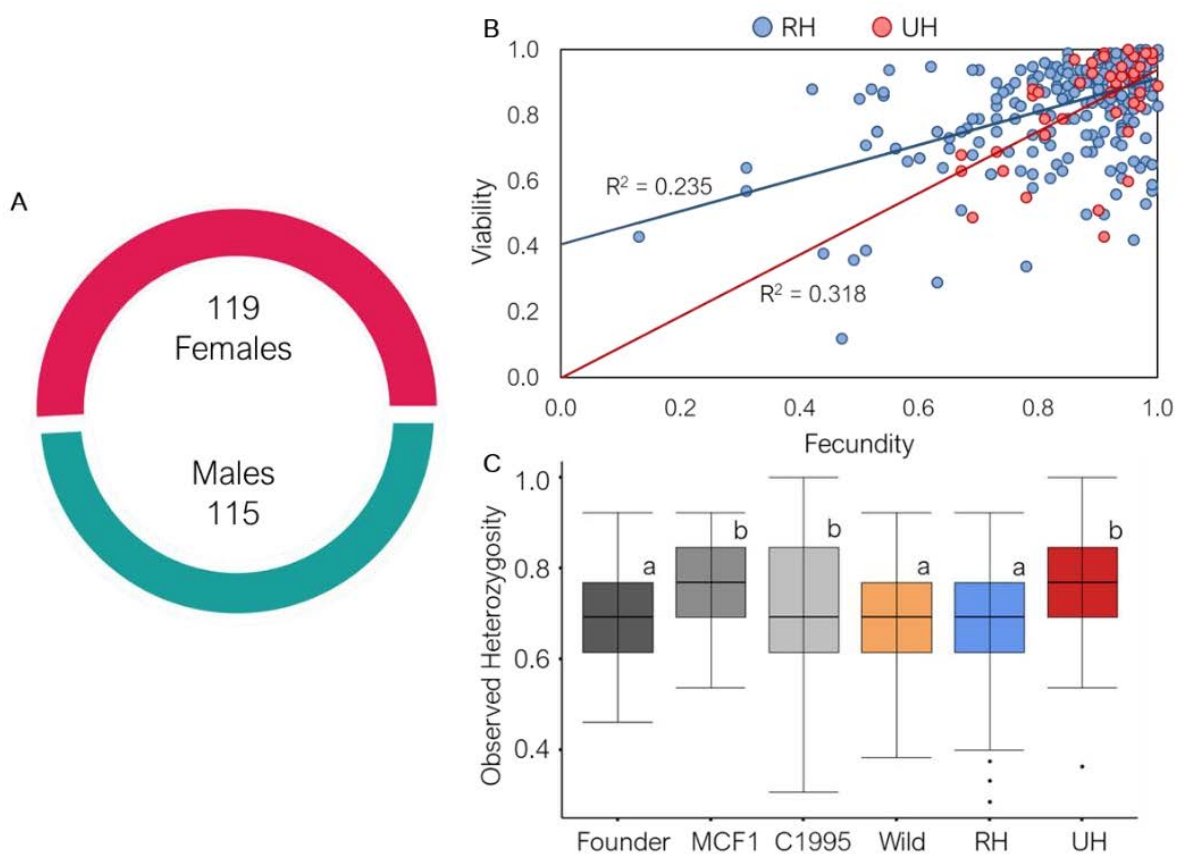 A
119
Females
Males
115
B
RH
UH
Viability
1.0
0.8
0.6
0.4
0.2
0.0
R² = 0.235
R² = 0.318
0.0 0.2 0.4 0.6 0.8 1.0
Fecundity
C
Observed Heterozygosity
1.0
0.8
0.6
0.4
a
b
b
a
a
b
Founder MCF1 C1995 Wild RH UH